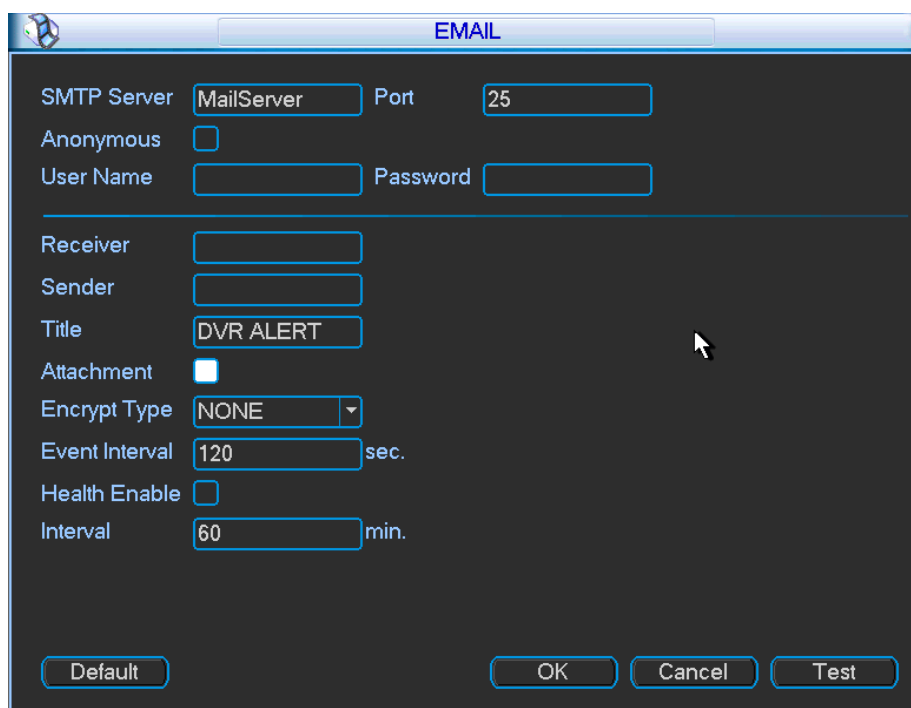 EMAIL
SMTP Server MailServer Port 25
Anonymous
User Name Password
Receiver
Sender
Title DVR ALERT
Attachment
Encrypt Type NONE
Event Interval 120 sec.
Health Enable
Interval 60 min.
Default OK Cancel Test